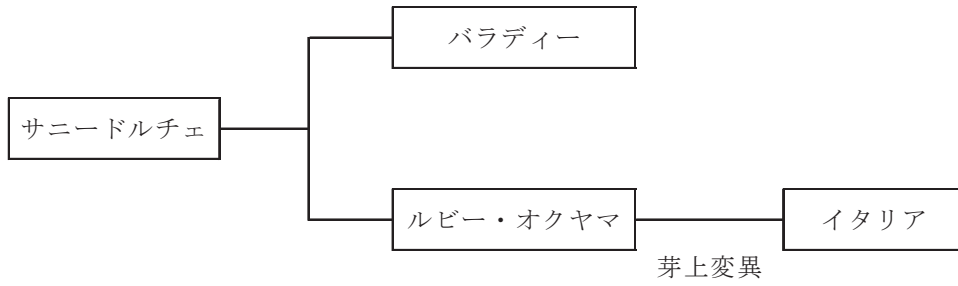 バラディー
サニードルチェ
ルビー・オクヤマ
イタリア
芽上変異